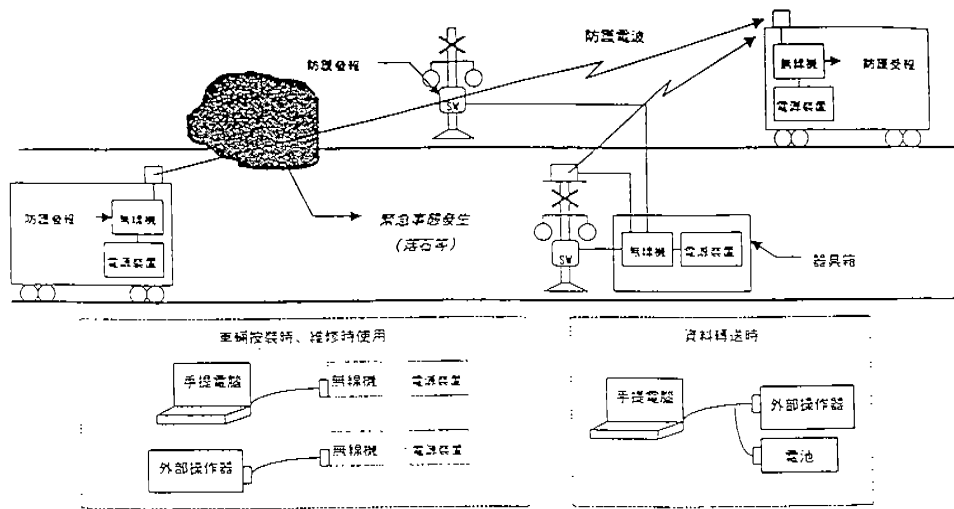 防護電波
防護發報
SW
無線機
防護受報
電源裝置
防護發報
無線機
電源裝置
緊急事態發生
(落石等)
SW
無線機
電源裝置
器具箱
車輛按裝時、維修時使用
手提電腦
無線機
電源裝置
外部操作器
無線機
電源裝置
資料轉送時
手提電腦
外部操作器
電池